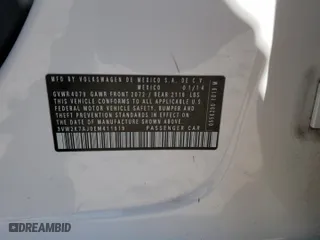 MFD BY VOLKSWAGEN DE MEXICO S.A. DE C.V.
MEXICO 01/14
GVWR 4079 GAWR FRONT 2072 / REAR 2116 LBS
THIS VEHICLE CONFORMS TO ALL APPLICABLE
FEDERAL MOTOR VEHICLE SAFETY, BUMPER AND
THEFT PREVENTION STANDARDS IN EFFECT ON
THE DATE OF MANUFACTURE SHOWN ABOVE
PASSENGER CAR
DREAMBID